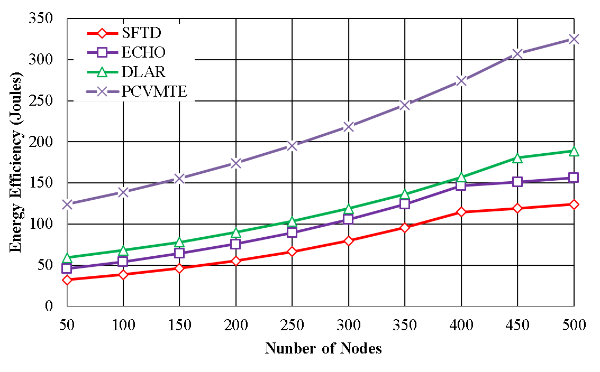 350
300
250
200
150
100
50
0
Energy Efficiency (Joules)
SFTD
ECHO
DLAR
PCVMTE
50 100 150 200 250 300 350 400 450 500
Nunber of Nodes